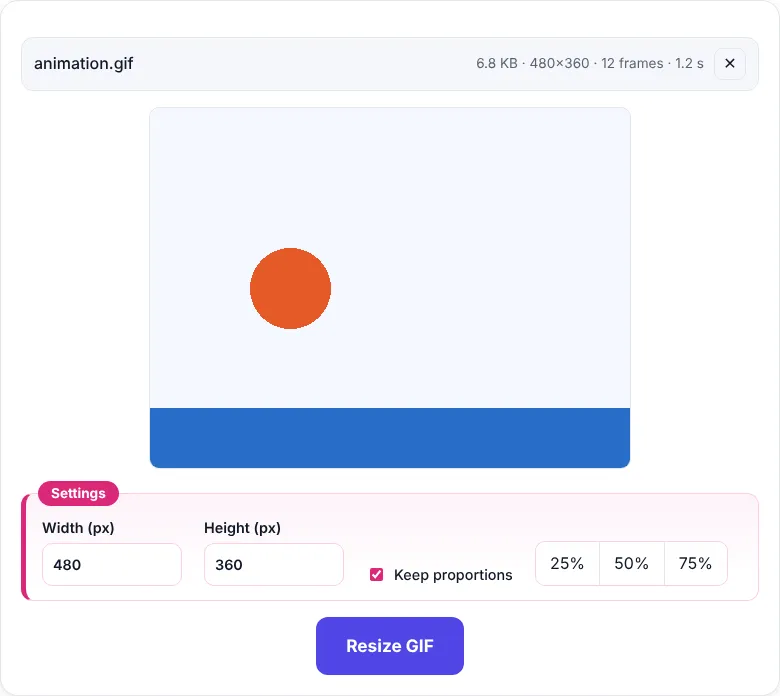 animation.gif
6.8 KB · 480×360 · 12 frames · 1.2 s ✕
Settings
Width (px) Height (px)
480 360 Keep proportions 25% 50% 75%
Resize GIF